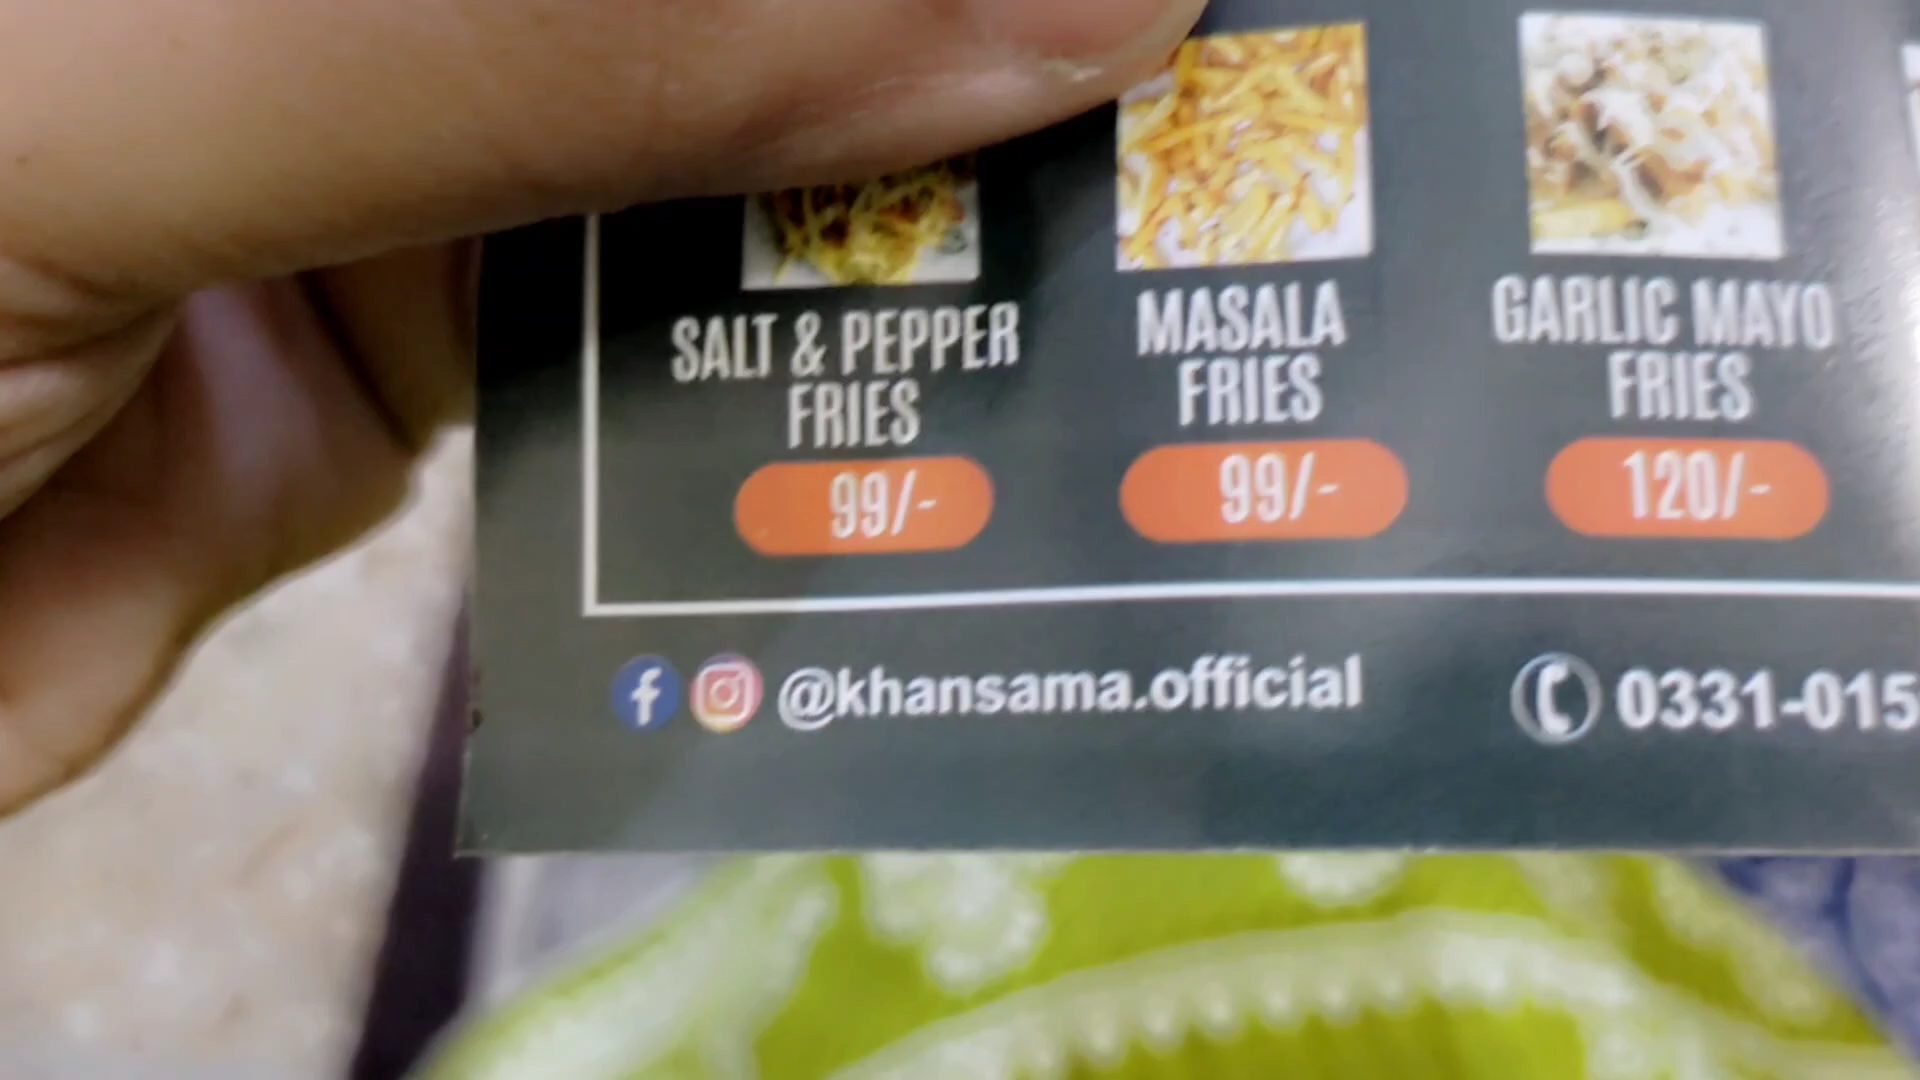 SALT & PEPPER
FRIES
99/-
MASALA
FRIES
99/-
GARLIC MAYO
FRIES
120/-
@khansama.official
0331-015